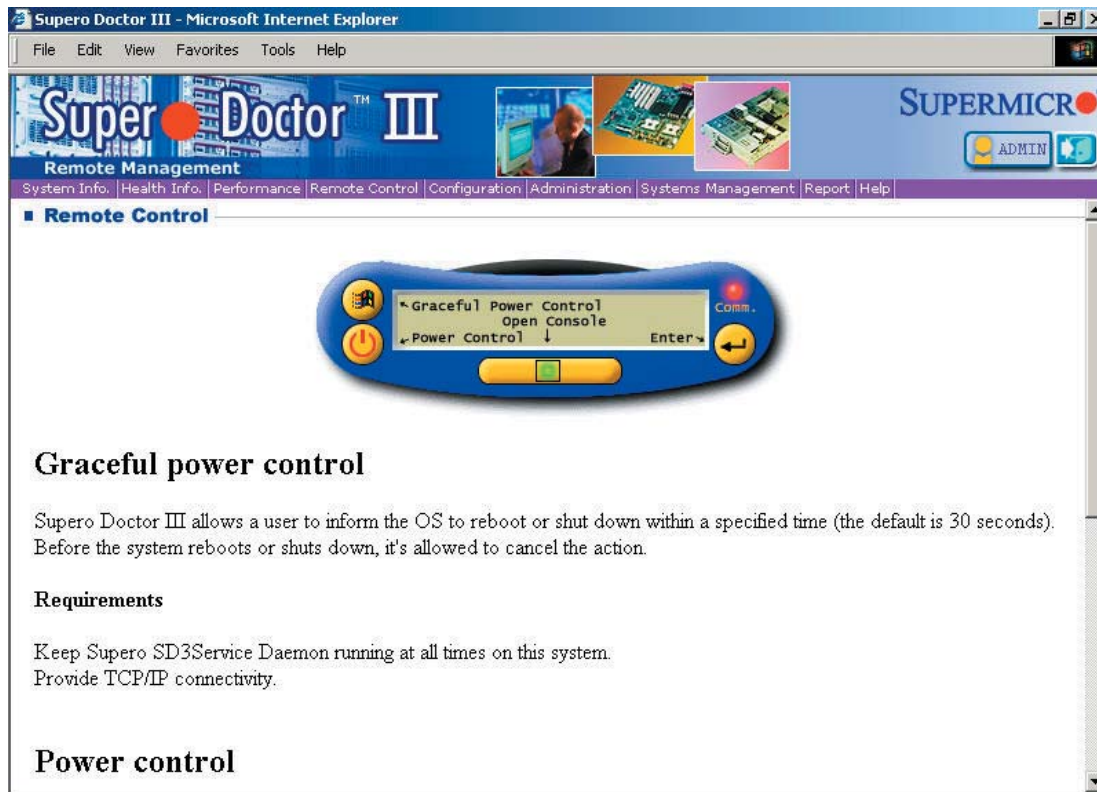 Supero Doctor III - Microsoft Internet Explorer
File Edit View Favorites Tools Help
Super Doctor™ III
SUPERMICR
Remote Management
ADMIN
System Info. Health Info. Performance Remote Control Configuration Administration Systems Management Report Help
Remote Control
Graceful Power Control
Comm.
Open Console
Power Control ↓ Enter
Graceful power control
Supero Doctor III allows a user to inform the OS to reboot or shut down within a specified time (the default is 30 seconds).
Before the system reboots or shuts down, it's allowed to cancel the action.
Requirements
Keep Supero SD3Service Daemon running at all times on this system.
Provide TCP/IP connectivity.
Power control